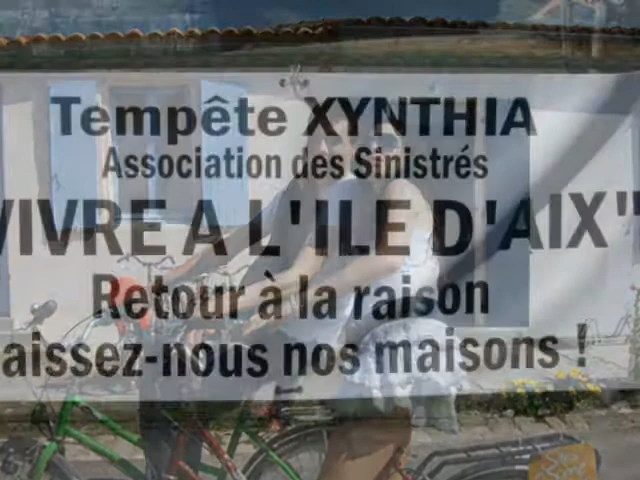 Tempête XYNTHIA
Association des Sinistrés
VIVRE A L'ILE D'AIX"
Retour à la raison
aissez-nous nos maisons !